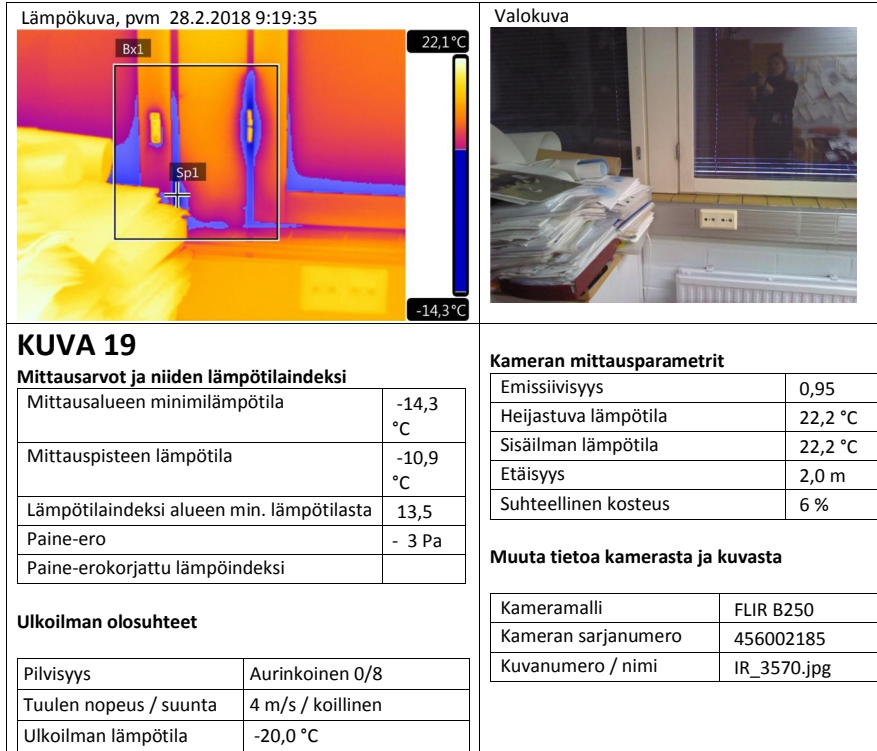 Lämpökuva, pvm 28.2.2018 9:19:35
Bx1
Sp1
22,1°C
-14,3°C
Valokuva
KUVA 19
Mittausarvot ja niiden lämpötilaindeksi
Mittausalueen minimilämpötila -14,3
°C
Mittauspisteen lämpötila -10,9
°C
Lämpötilaindeksi alueen min. lämpötilasta 13,5
Paine-ero - 3 Pa
Paine-erokorjattu lämpöindeksi
Ulkoilman olosuhteet
Pilvisyys Aurinkoinen 0/8
Tuulen nopeus / suunta 4 m/s / koillinen
Ulkoilman lämpötila -20,0 °C
Kameran mittausparametrit
Emissiivisyys 0,95
Heijastuva lämpötila 22,2 °C
Sisäilman lämpötila 22,2 °C
Etäisyys 2,0 m
Suhteellinen kosteus 6 %
Muuta tietoa kamerasta ja kuvasta
Kameramalli FLIR B250
Kameran sarjanumero 456002185
Kuvanumero / nimi IR_3570.jpg